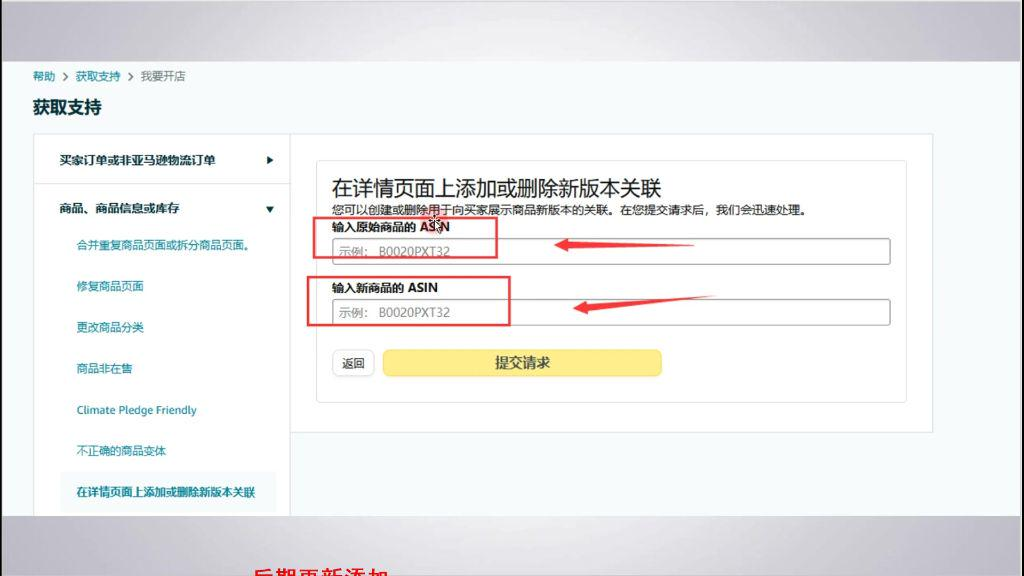 帮助 > 获取支持 > 我要开店
获取支持
买家订单或非亚马逊物流订单
商品、商品信息或库存
合并重复商品页面或拆分商品页面。
修复商品页面
更改商品分类
商品非在售
Climate Pledge Friendly
不正确的商品变体
在详情页面上添加或删除新版本关联
在详情页面上添加或删除新版本关联
您可以创建或删除用于向买家展示商品新版本的关联。在您提交请求后，我们会迅速处理。
输入原始商品的 ASIN
示例： B0020PXT32
输入新商品的 ASIN
示例： B0020PXT32
返回
提交请求
后期更新添加